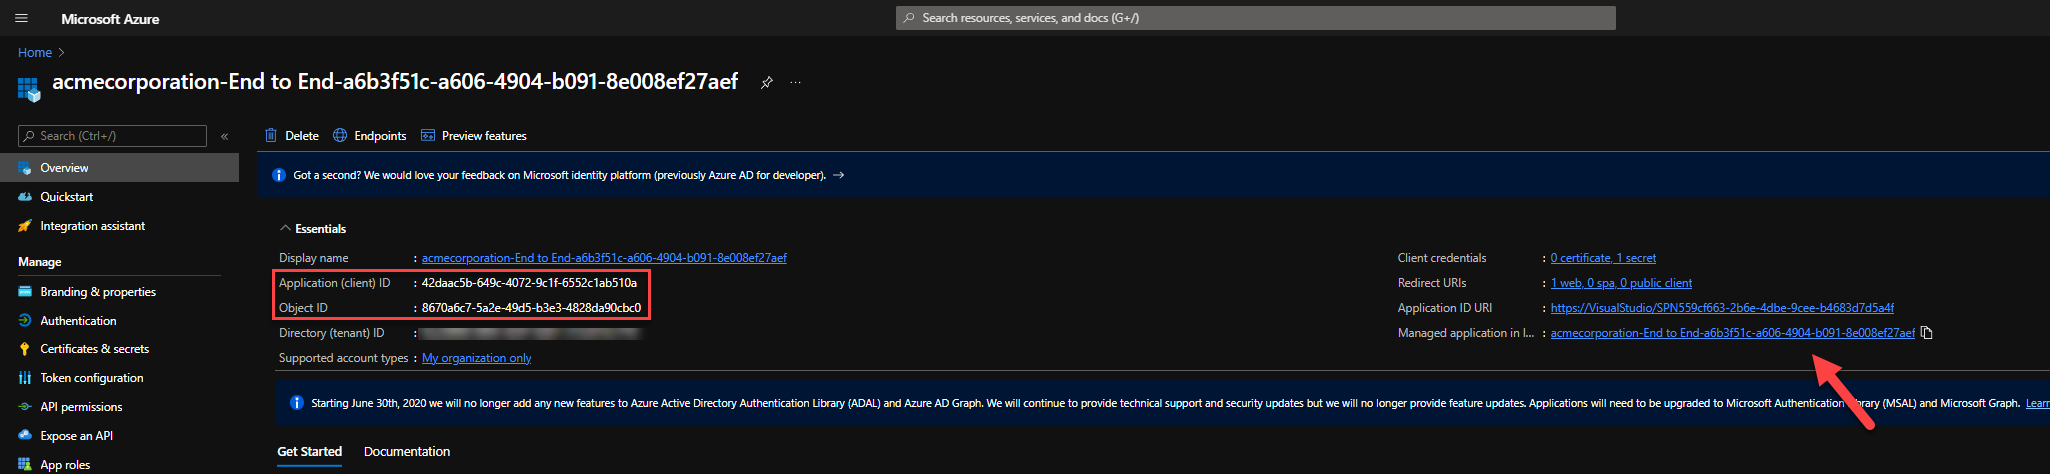 Microsoft Azure
Search resources, services, and docs (G+/)
Home >
acmecorporation-End to End-a6b3f51c-a606-4904-b091-8e008ef27aef
Search (Ctrl+/)
«
Delete
Endpoints
Preview features
Overview
Quickstart
Integration assistant
Manage
Branding & properties
Authentication
Certificates & secrets
Token configuration
API permissions
Expose an API
App roles
Got a second? We would love your feedback on Microsoft identity platform (previously Azure AD for developer). →
Essentials
Display name : acmecorporation-End to End-a6b3f51c-a606-4904-b091-8e008ef27aef
Application (client) ID : 42daac5b-649c-4072-9c1f-6552c1ab510a
Object ID : 8670a6c7-5a2e-49d5-b3e3-4828da90cbc0
Directory (tenant) ID :
Supported account types : My organization only
Client credentials : 0 certificate, 1 secret
Redirect URIs : 1 web, 0 spa, 0 public client
Application ID URI : https://VisualStudio/SPN559cf663-2b6e-4dbe-9cee-b4683d7d5a4f
Managed application in l... : acmecorporation-End to End-a6b3f51c-a606-4904-b091-8e008ef27aef
Starting June 30th, 2020 we will no longer add any new features to Azure Active Directory Authentication Library (ADAL) and Azure AD Graph. We will continue to provide technical support and security updates but we will no longer provide feature updates. Applications will need to be upgraded to Microsoft Authentication Library (MSAL) and Microsoft Graph. Learn
Get Started
Documentation